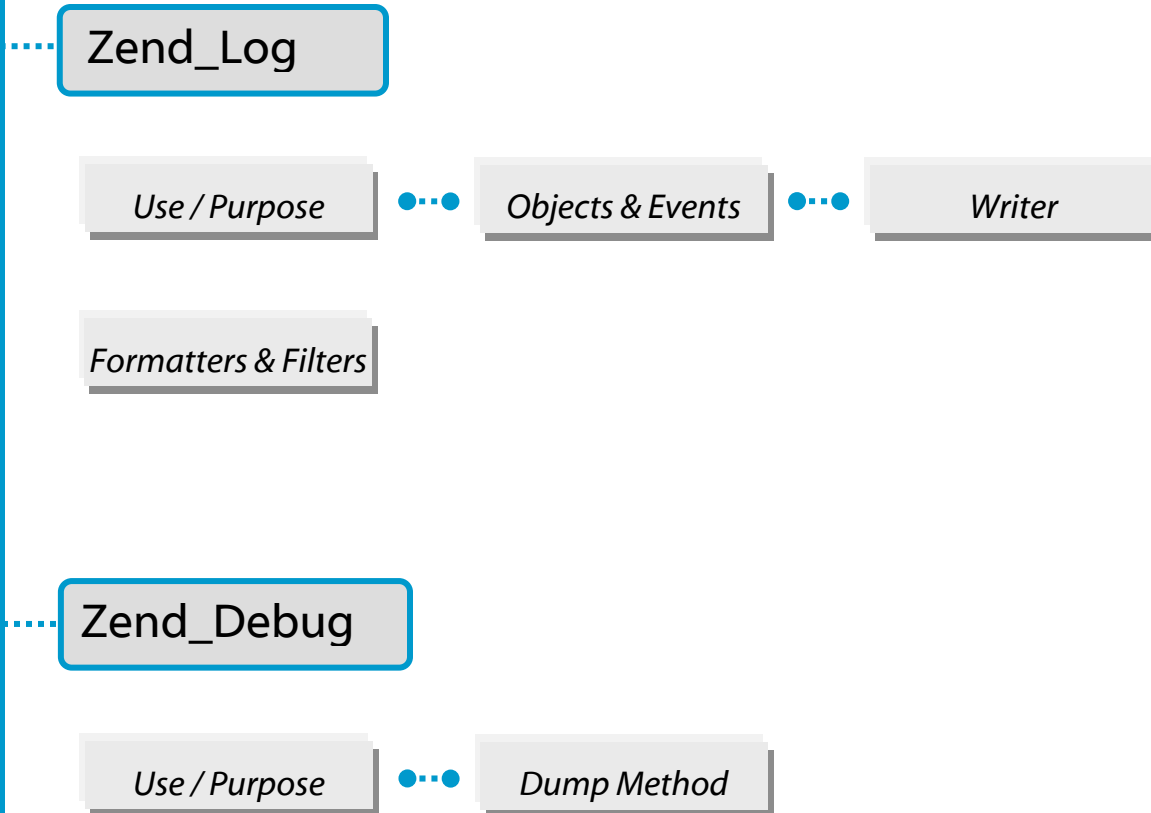 Zend_Log
Use / Purpose
Objects & Events
Writer
Formatters & Filters
Zend_Debug
Use / Purpose
Dump Method